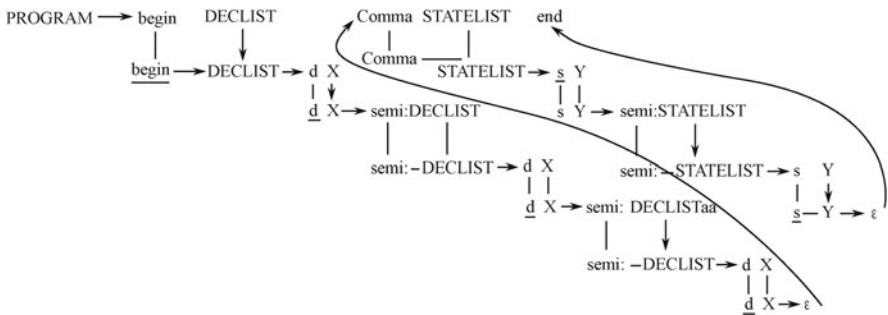 PROGRAM begin DECLIST Comma STATELIST end
Comma
begin DECLIST d X STATELIST s Y
d X semi:DECLIST s Y semi:STATELIST
semi: DECLIST d X semi: STATELIST s Y
d X semi: DECLISTaa s Y ε
semi: DECLIST d X
d X ε